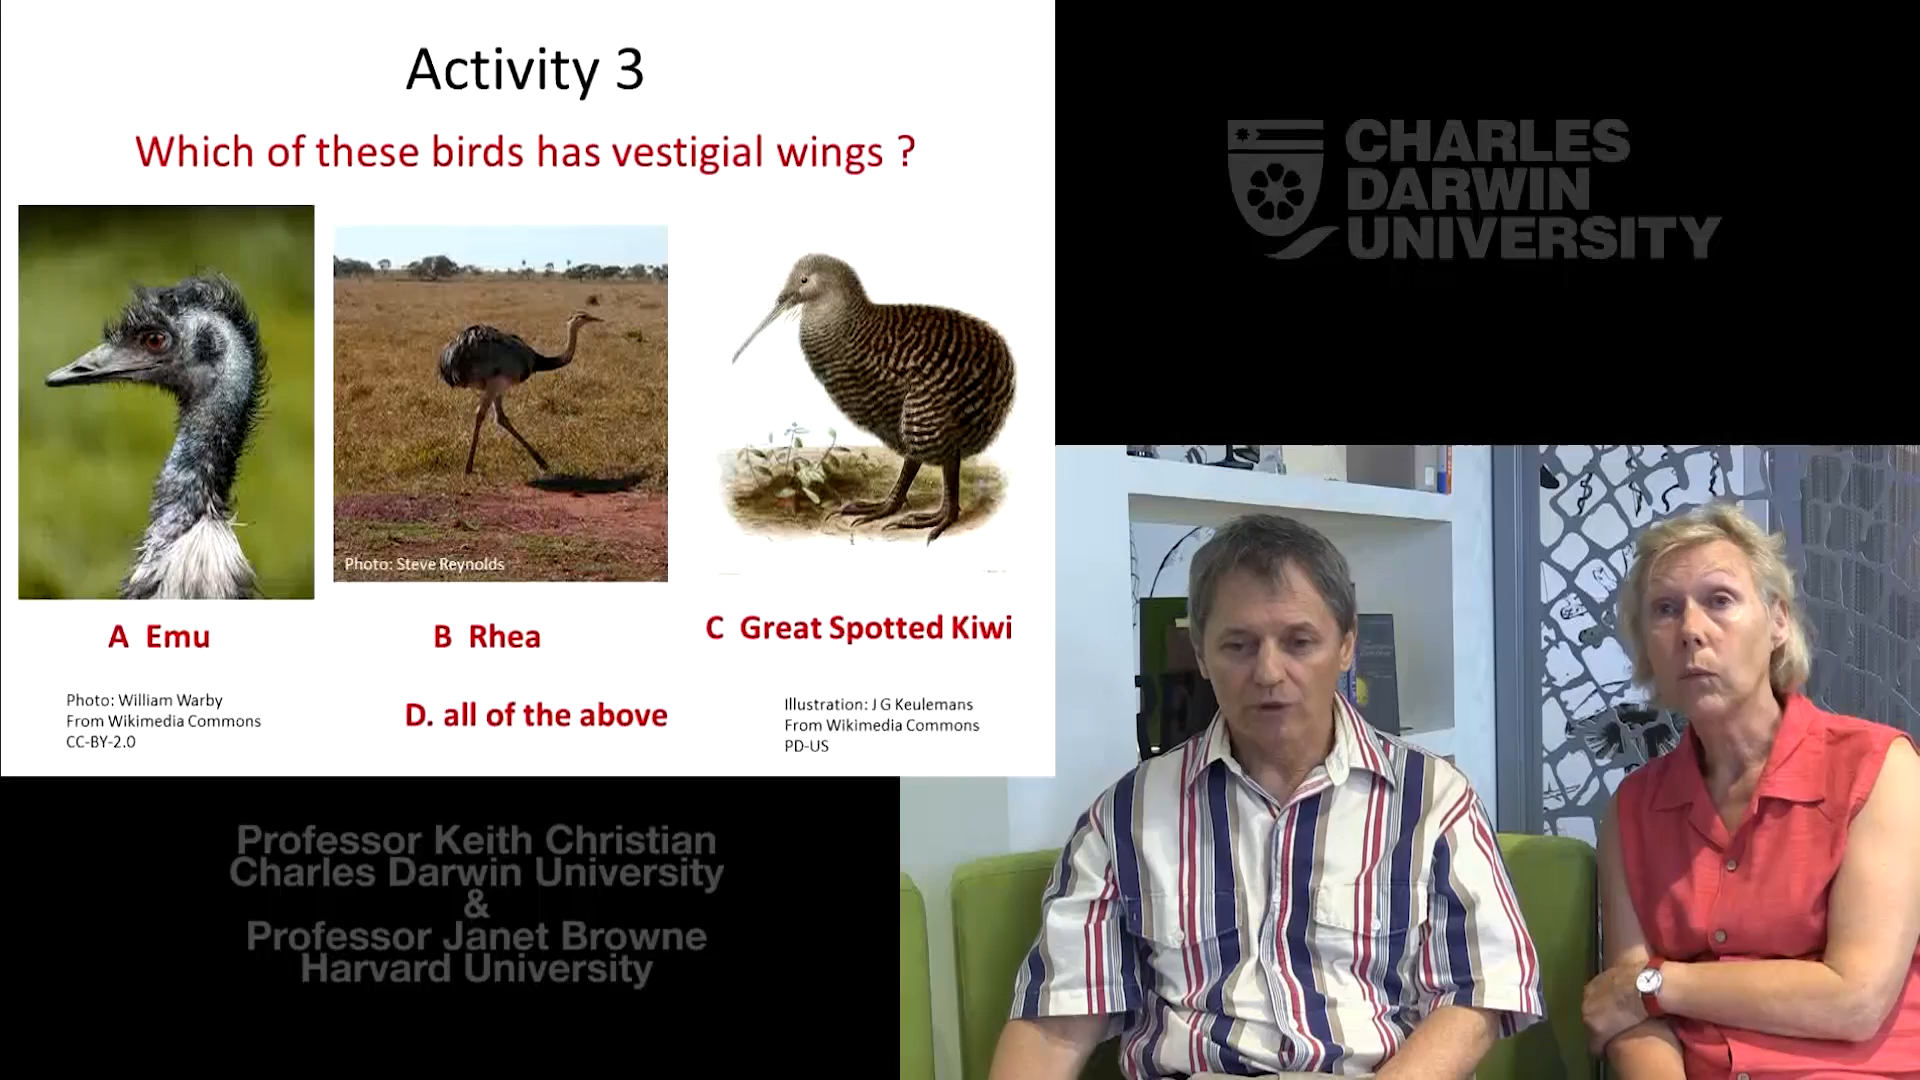 Activity 3
Which of these birds has vestigial wings ?
Photo: Steve Reynolds
A Emu
B Rhea
C Great Spotted Kiwi
Photo: William Warby
From Wikimedia Commons
CC-BY-2.0
D. all of the above
Illustration: J G Keulemans
From Wikimedia Commons
PD-US
CHARLES
DARWIN
UNIVERSITY
Professor Keith Christian
Charles Darwin University
&
Professor Janet Browne
Harvard University